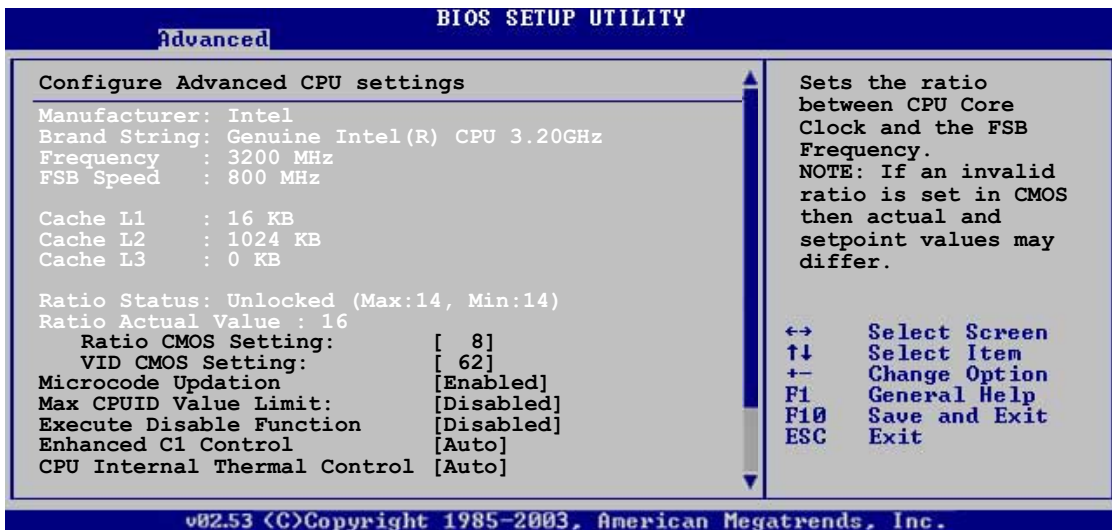 BIOS SETUP UTILITY
Advanced
Configure Advanced CPU settings
Manufacturer: Intel
Brand String: Genuine Intel(R) CPU 3.20GHz
Frequency : 3200 MHz
FSB Speed : 800 MHz
Cache L1 : 16 KB
Cache L2 : 1024 KB
Cache L3 : 0 KB
Ratio Status: Unlocked (Max:14, Min:14)
Ratio Actual Value : 16
Ratio CMOS Setting: [ 8]
VID CMOS Setting: [ 62]
Microcode Updation [Enabled]
Max CPUID Value Limit: [Disabled]
Execute Disable Function [Disabled]
Enhanced C1 Control [Auto]
CPU Internal Thermal Control [Auto]
Sets the ratio
between CPU Core
Clock and the FSB
Frequency.
NOTE: If an invalid
ratio is set in CMOS
then actual and
setpoint values may
differ.
←→ Select Screen
↑↓ Select Item
+- Change Option
F1 General Help
F10 Save and Exit
ESC Exit
v02.53 (C)Copyright 1985-2003, American Megatrends, Inc.